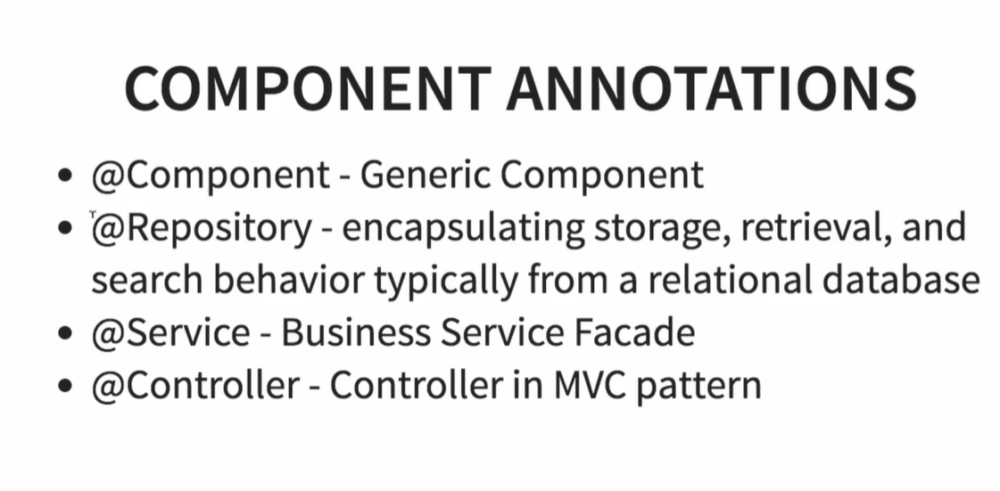 COMPONENT ANNOTATIONS
• @Component - Generic Component
• @Repository - encapsulating storage, retrieval, and
search behavior typically from a relational database
• @Service - Business Service Facade
• @Controller - Controller in MVC pattern